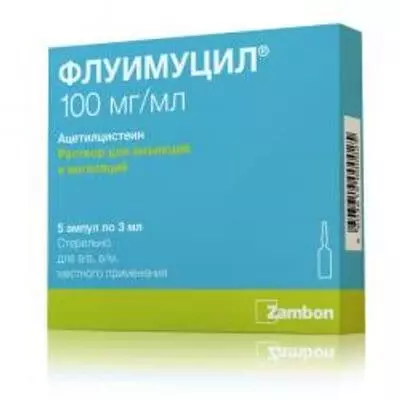 ФЛУИМУЦИЛ®
100 мг/мл
Ацетилцистеин
Раствор для инъекций
и ингаляций
5 ампул по 3 мл
Стерильно
для в/в, в/м,
местного применения
Zambon